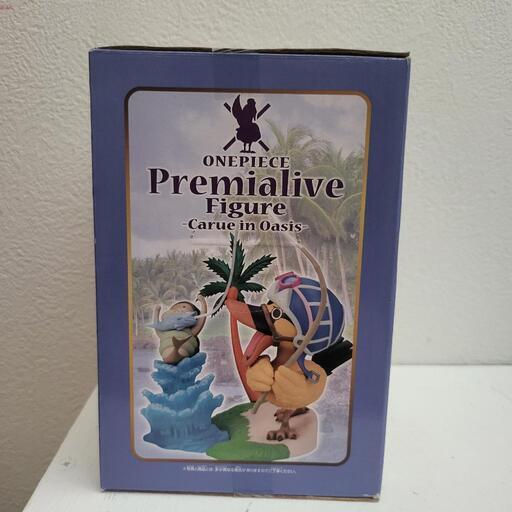 ONEPIECE
Premialive
Figure
-Carue in Oasis-